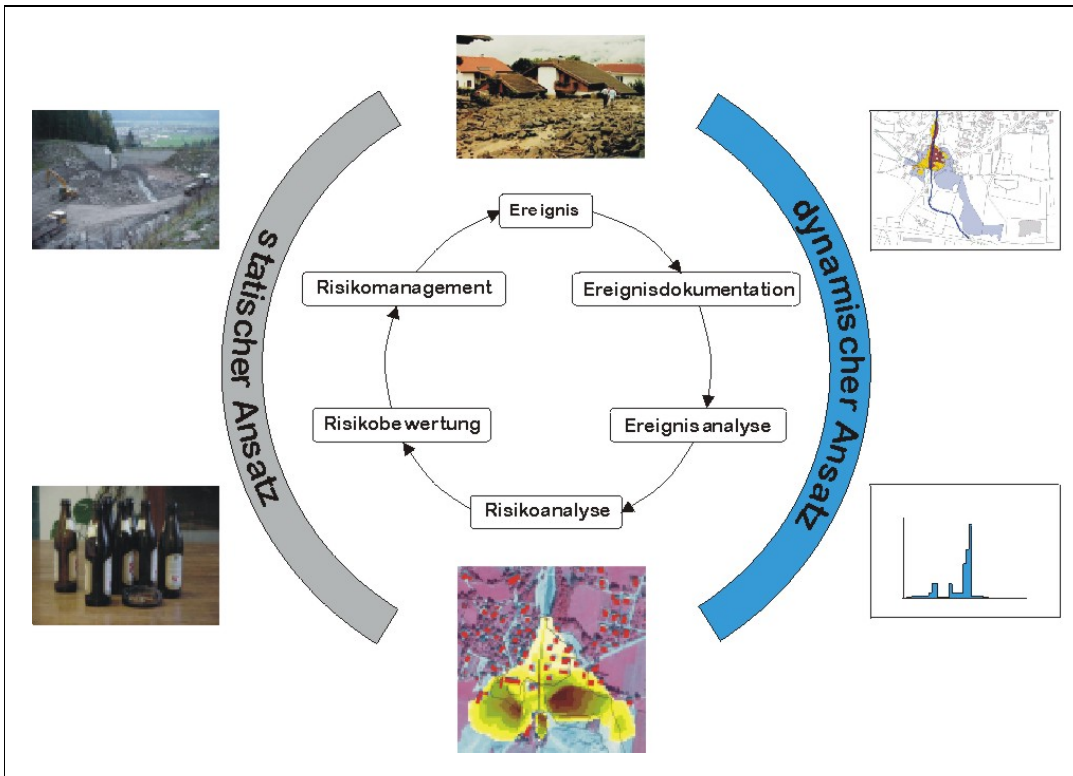 Ereignis
Risikomanagement
Ereignisdokumentation
Risikobewertung
Ereignisanalyse
Risikoanalyse
statischer Ansatz
dynamischer Ansatz